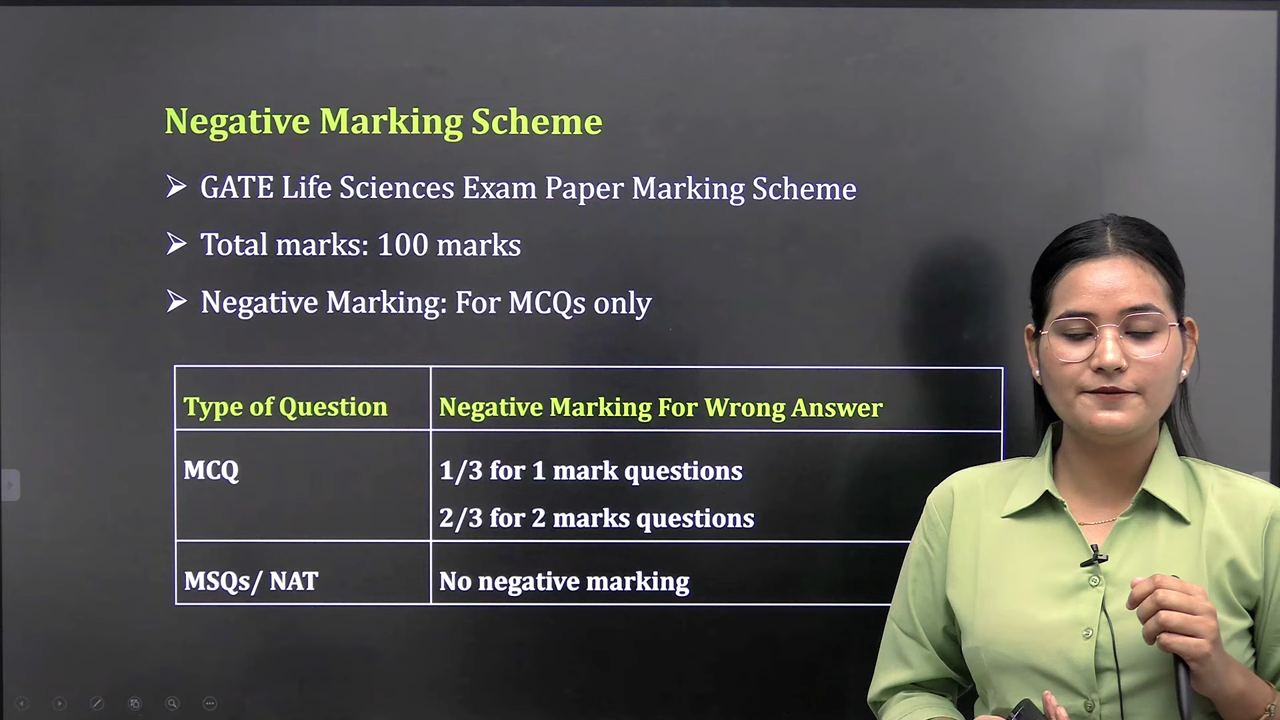 Negative Marking Scheme
GATE Life Sciences Exam Paper Marking Scheme
Total marks: 100 marks
Negative Marking: For MCQs only
Type of Question
Negative Marking For Wrong Answer
MCQ
1/3 for 1 mark questions
2/3 for 2 marks questions
MSQs/ NAT
No negative marking